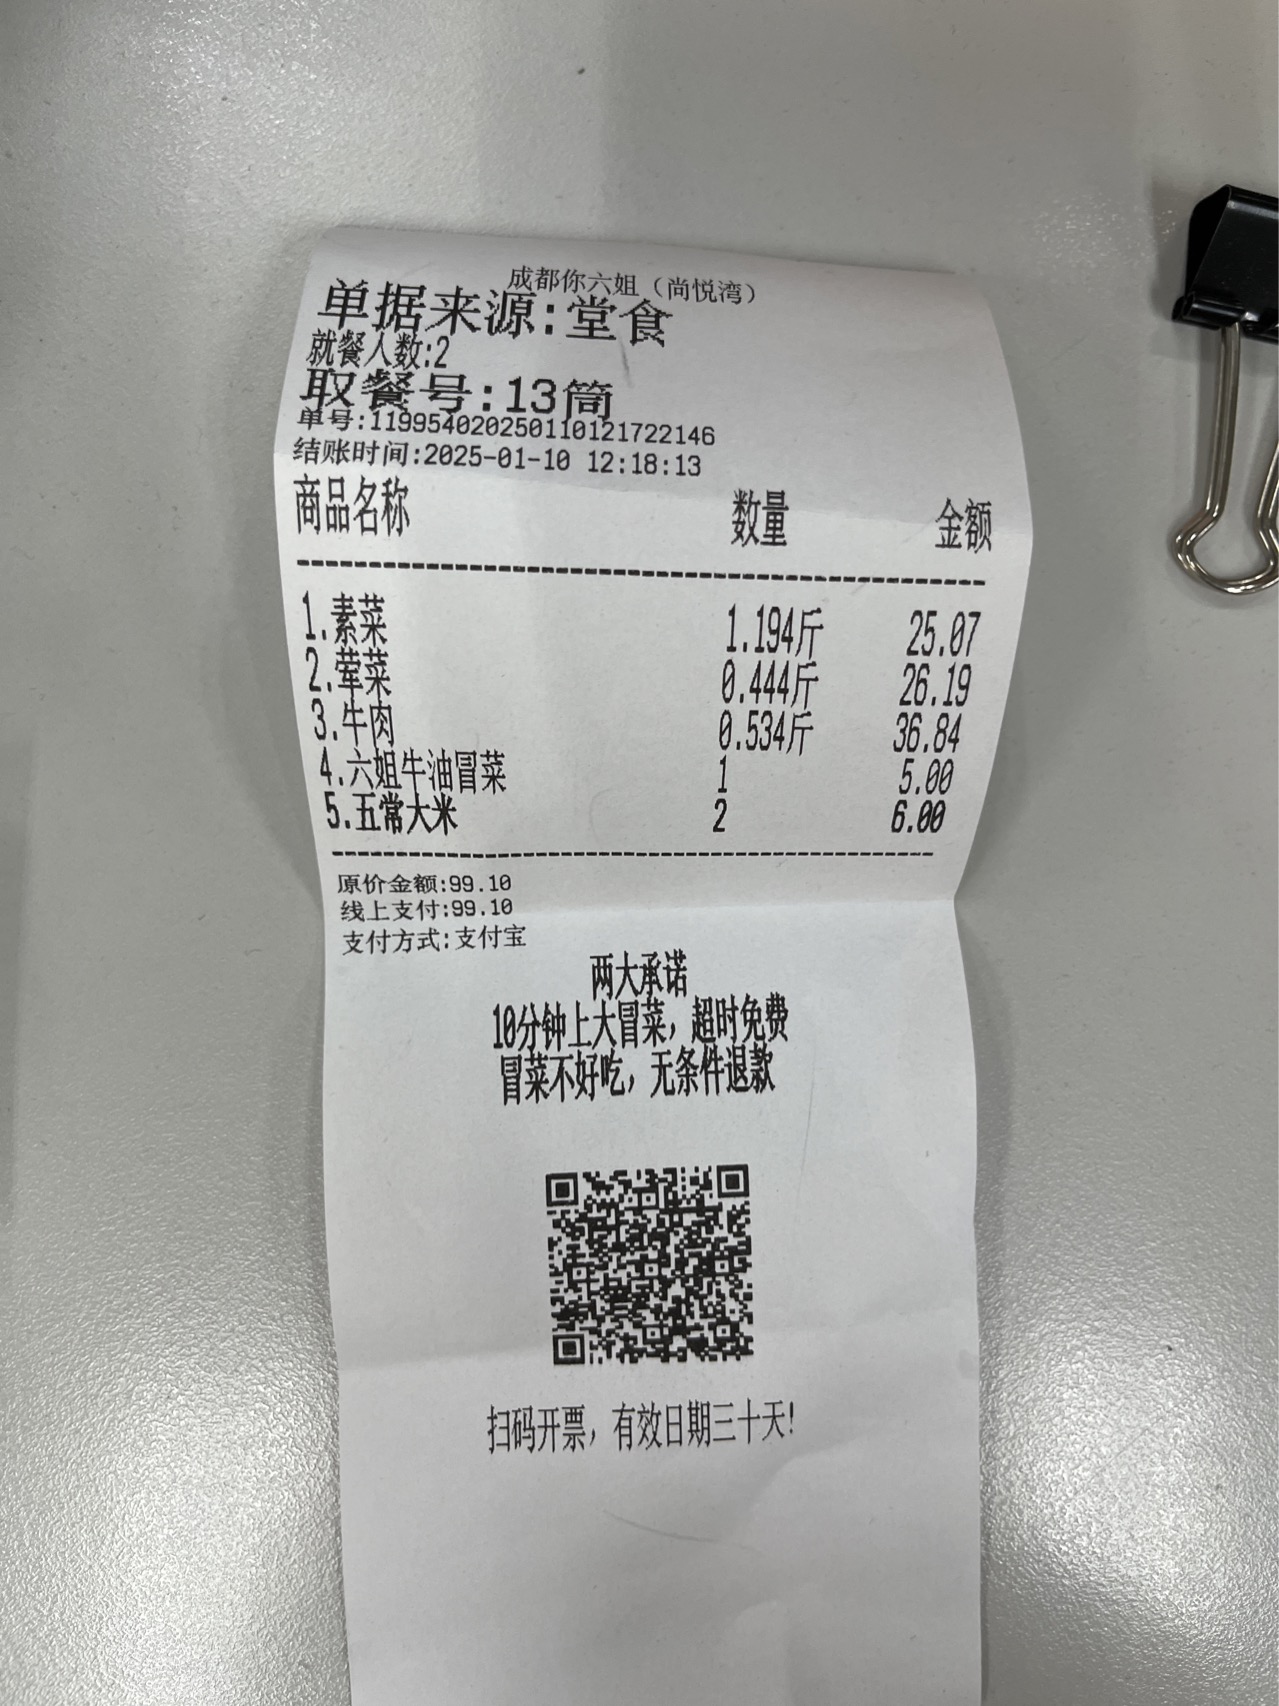 成都你六姐（尚悦湾）
单据来源:堂食
就餐人数:2
取餐号:13筒
单号:119954020250110121722146
结账时间:2025-01-10 12:18:13
商品名称 数量 金额
1.素菜 1.194斤 25.07
2.荤菜 0.444斤 26.19
3.牛肉 0.534斤 36.84
4.六姐牛油冒菜 1 5.00
5.五常大米 2 6.00
原价金额:99.10
线上支付:99.10
支付方式:支付宝
两大承诺
10分钟上大冒菜，超时免费
冒菜不好吃，无条件退款
扫码开票，有效日期三十天!